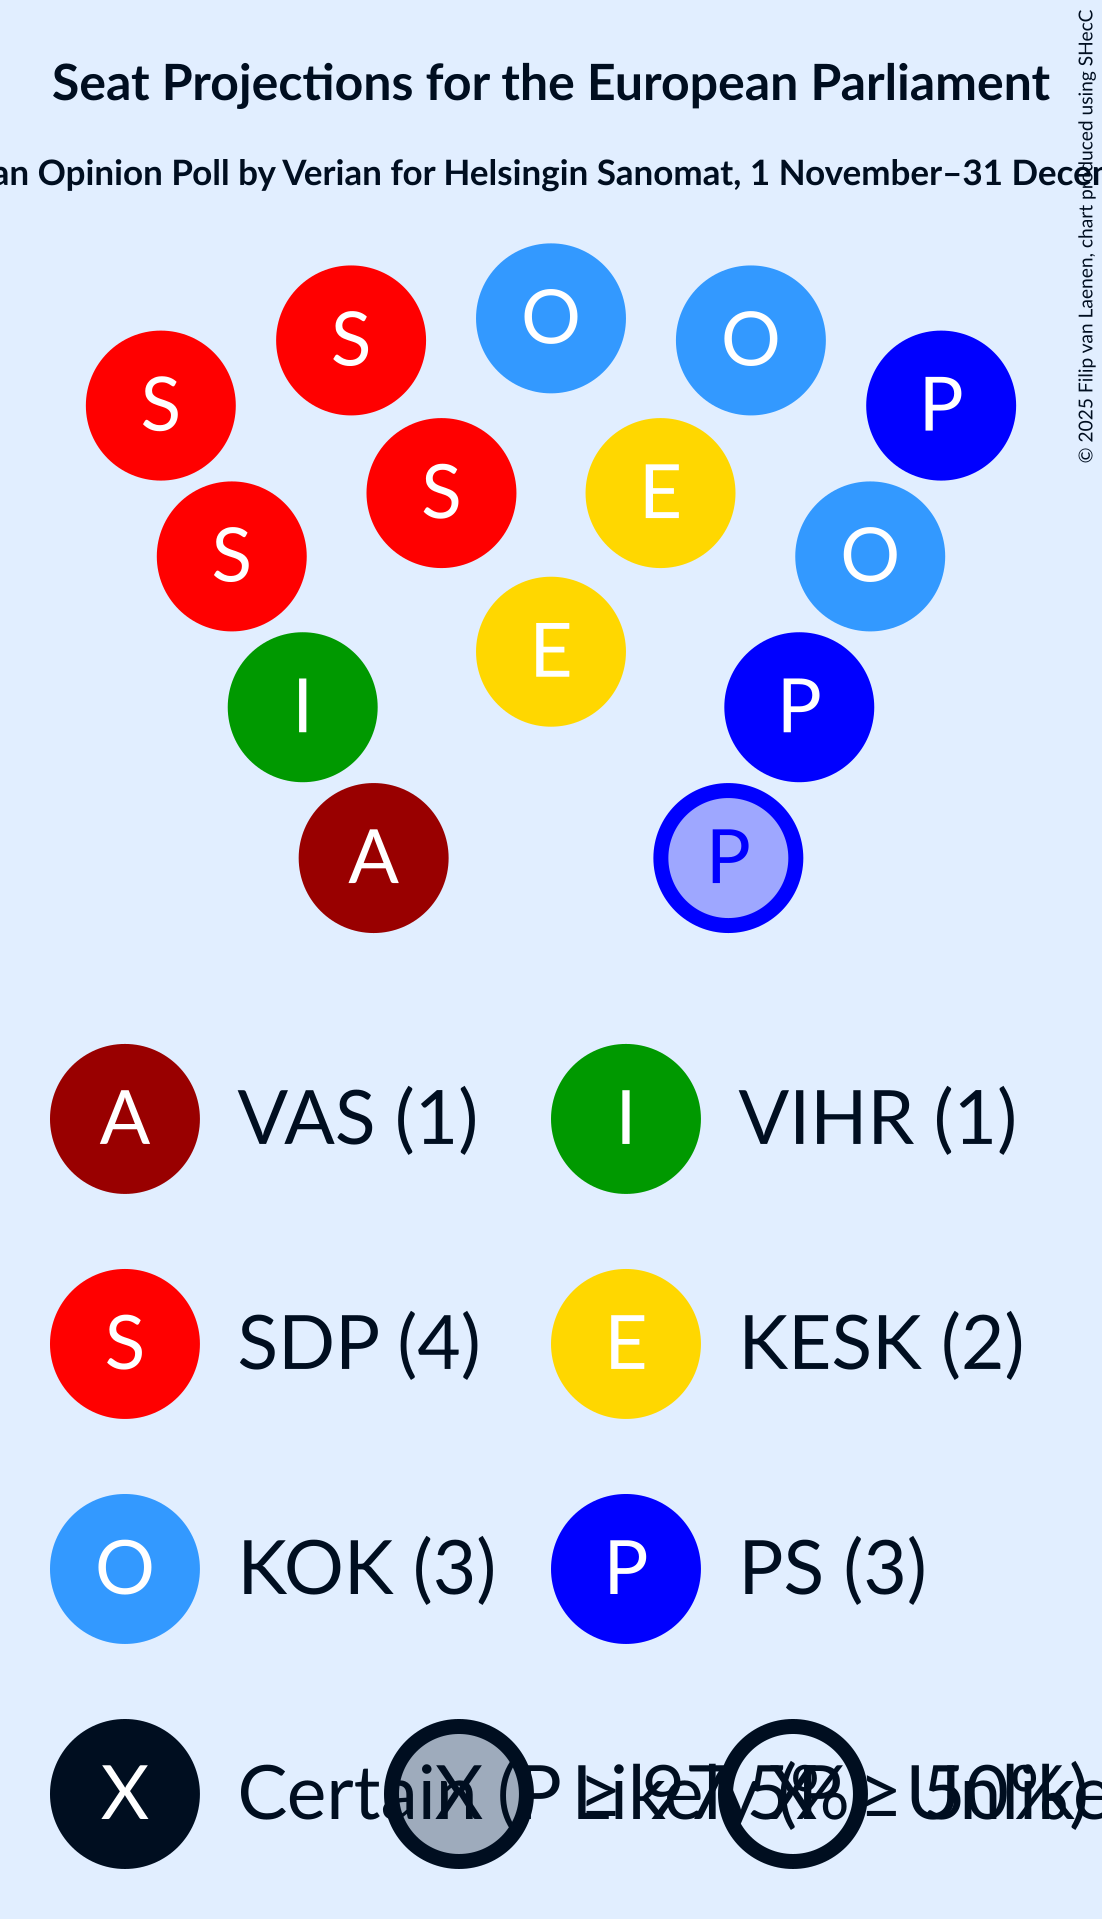 Seat Projections for the European Parliament
an Opinion Poll by Verian for Helsingin Sanomat, 1 November–31 Decem
© 2025 Filip van Laenen, chart produced using SHecC
S
S
O
O
P
S
S
E
O
I
E
P
A
P
A VAS (1)
I VIHR (1)
S SDP (4)
E KESK (2)
O KOK (3)
P PS (3)
X Certain (P ≥ 97.5%)
X Likely (P ≥ 50%)
X Unlike